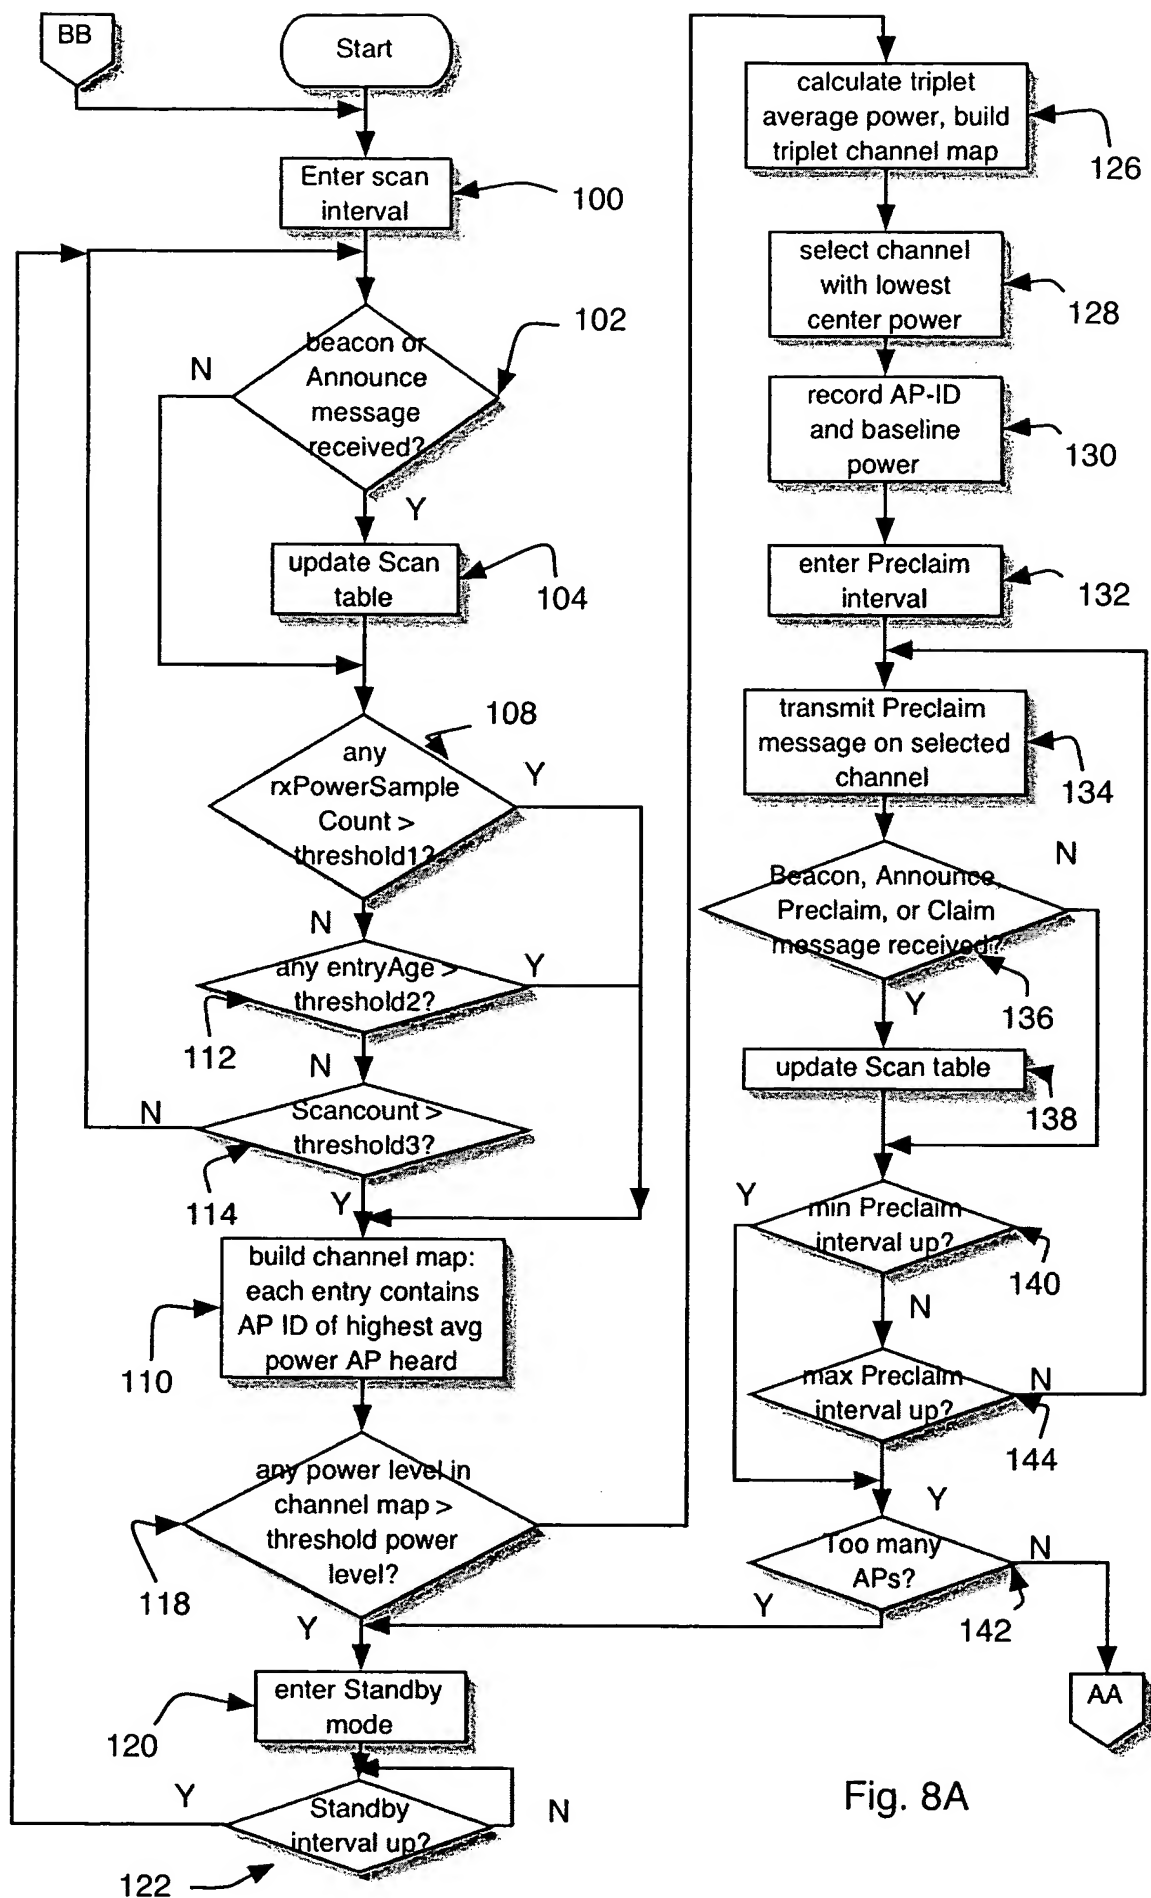 BB
Start
Enter scan
interval
100
beacon or
Announce
message
received?
102
N
Y
update Scan
table
104
any
rxPowerSample
Count >
threshold1?
108
Y
N
any entryAge >
threshold2?
112
Y
N
Scancount >
threshold3?
114
N
Y
build channel map:
each entry contains
AP ID of highest avg
power AP heard
110
any power level in
channel map >
threshold power
level?
118
Y
enter Standby
mode
120
Standby
interval up?
122
Y
N
calculate triplet
average power, build
triplet channel map
126
select channel
with lowest
center power
128
record AP-ID
and baseline
power
130
enter Preclaim
interval
132
transmit Preclaim
message on selected
channel
134
Beacon, Announce,
Preclaim, or Claim
message received?
136
N
Y
update Scan table
138
min Preclaim
interval up?
140
Y
N
max Preclaim
interval up?
144
N
Y
Too many
APs?
142
Y
N
AA
Fig. 8A